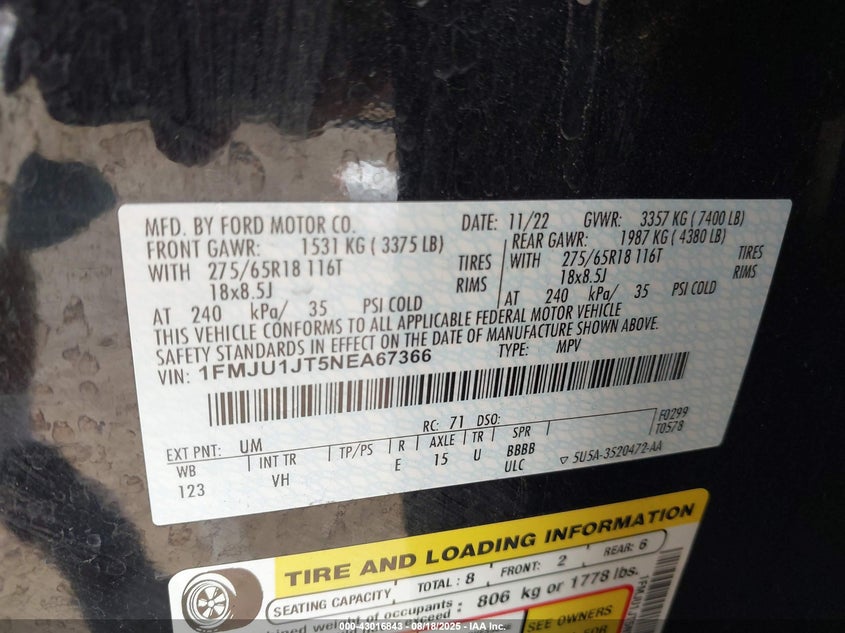 MFD. BY FORD MOTOR CO. DATE: 11/22 GVWR: 3357 KG ( 7400 LB)
FRONT GAWR: 1531 KG ( 3375 LB) REAR GAWR: 1987 KG ( 4380 LB)
WITH 275/65R18 116T TIRES WITH 275/65R18 116T TIRES
18x8.5J RIMS 18x8.5J RIMS
AT 240 kPa/ 35 PSI COLD AT 240 kPa/ 35 PSI COLD
THIS VEHICLE CONFORMS TO ALL APPLICABLE FEDERAL MOTOR VEHICLE
SAFETY STANDARDS IN EFFECT ON THE DATE OF MANUFACTURE SHOWN ABOVE.
VIN: 1FMJU1JT5NEA67366 TYPE: MPV
F0299
RC: 71 DSO: T0578
EXT PNT: UM
WB INT TR TP/PS R AXLE TR SPR
123 VH E 15 U BBBB
ULC
5U5A-3520472-AA
TIRE AND LOADING INFORMATION
SEATING CAPACITY TOTAL : 8 FRONT: 2 REAR: 6
weight of occupants
806 kg or 1778 lbs.
SEE OWNERS
FOR
000-43016843 - 08/18/2025 - IAA Inc.